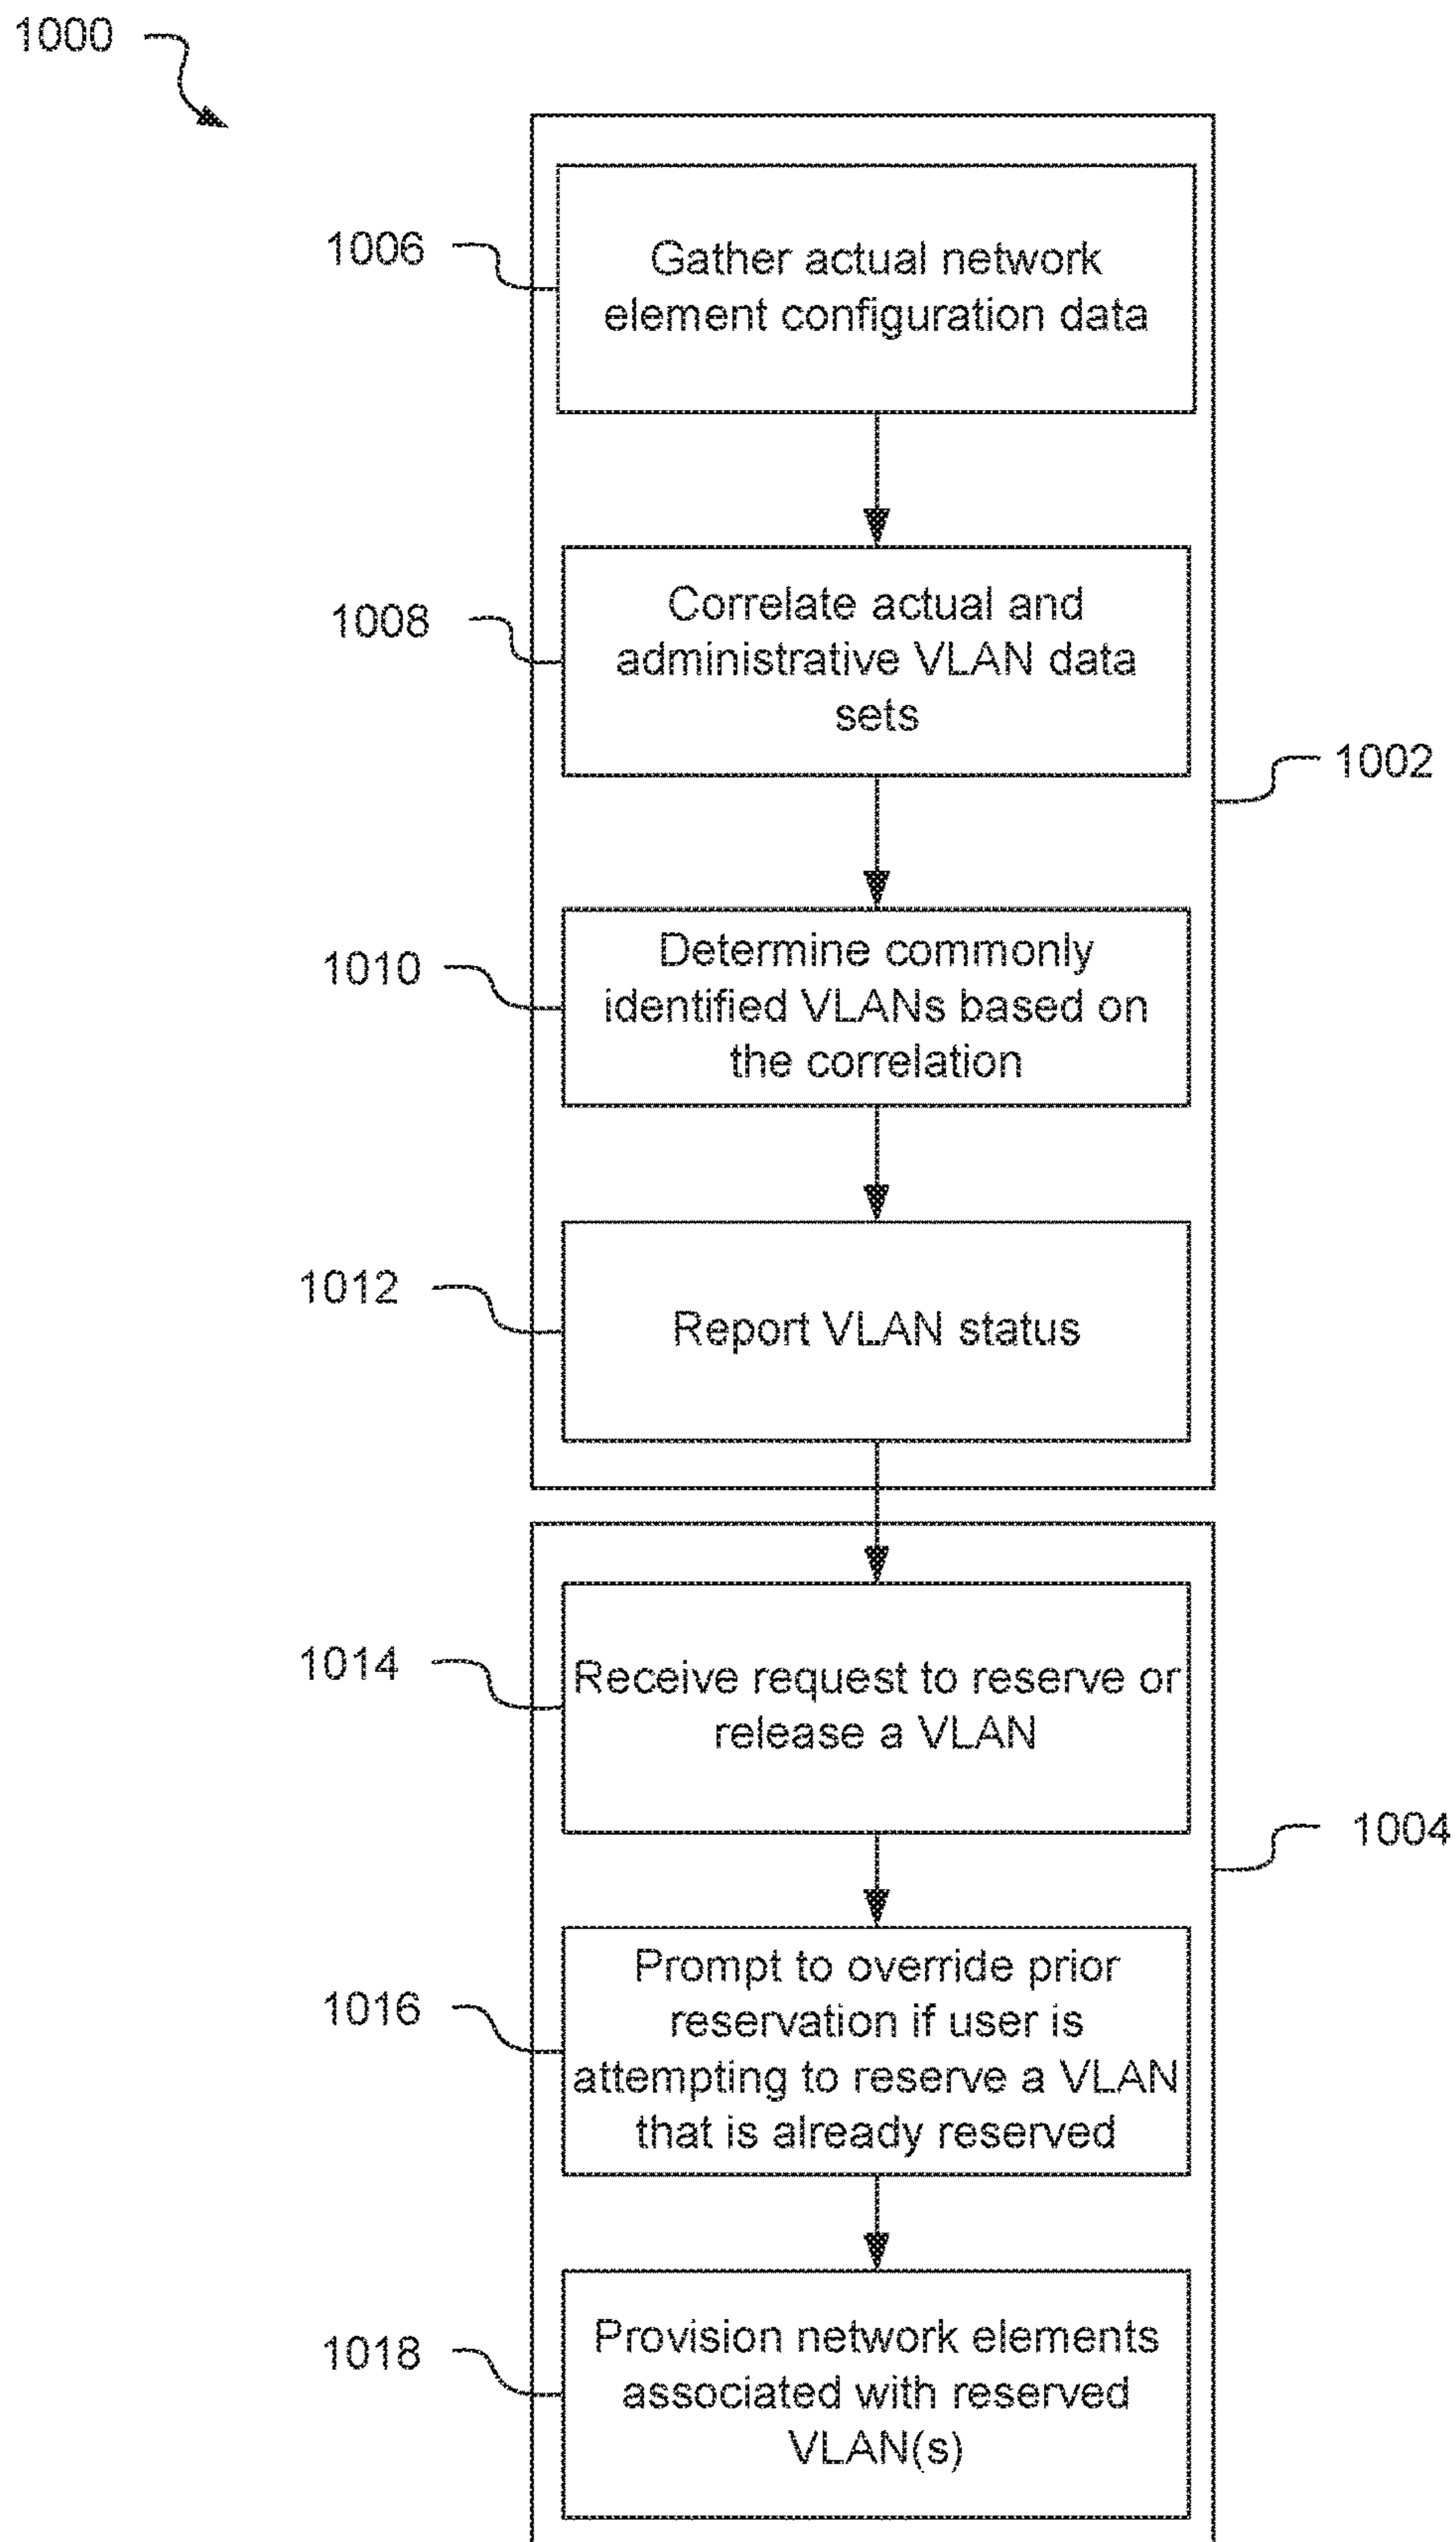 1000
1006
Gather actual network
element configuration data
1008
Correlate actual and
administrative VLAN data
sets
1002
1010
Determine commonly
identified VLANs based on
the correlation
1012
Report VLAN status
1014
Receive request to reserve or
release a VLAN
1004
1016
Prompt to override prior
reservation if user is
attempting to reserve a VLAN
that is already reserved
1018
Provision network elements
associated with reserved
VLAN(s)